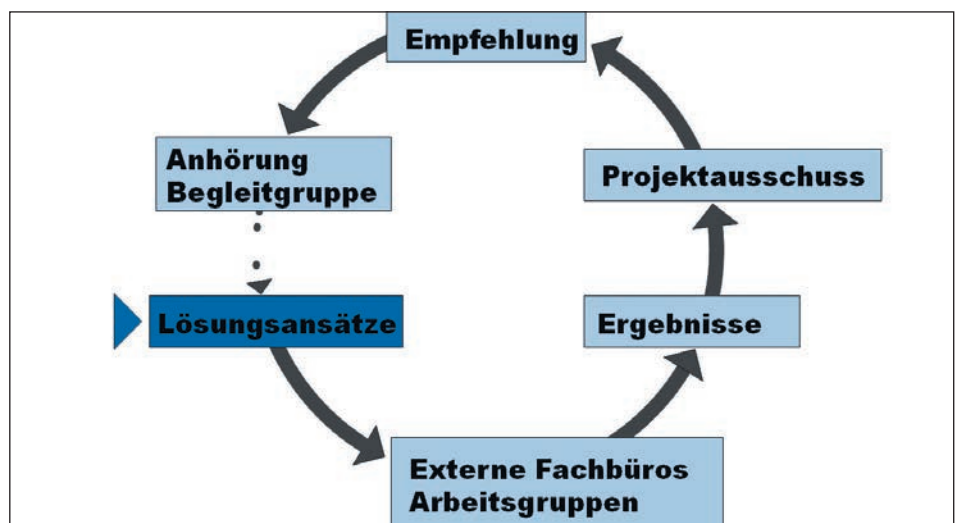 Empfehlung
Anhörung
Begleitgruppe
Projektausschuss
Lösungsansätze
Ergebnisse
Externe Fachbüros
Arbeitsgruppen